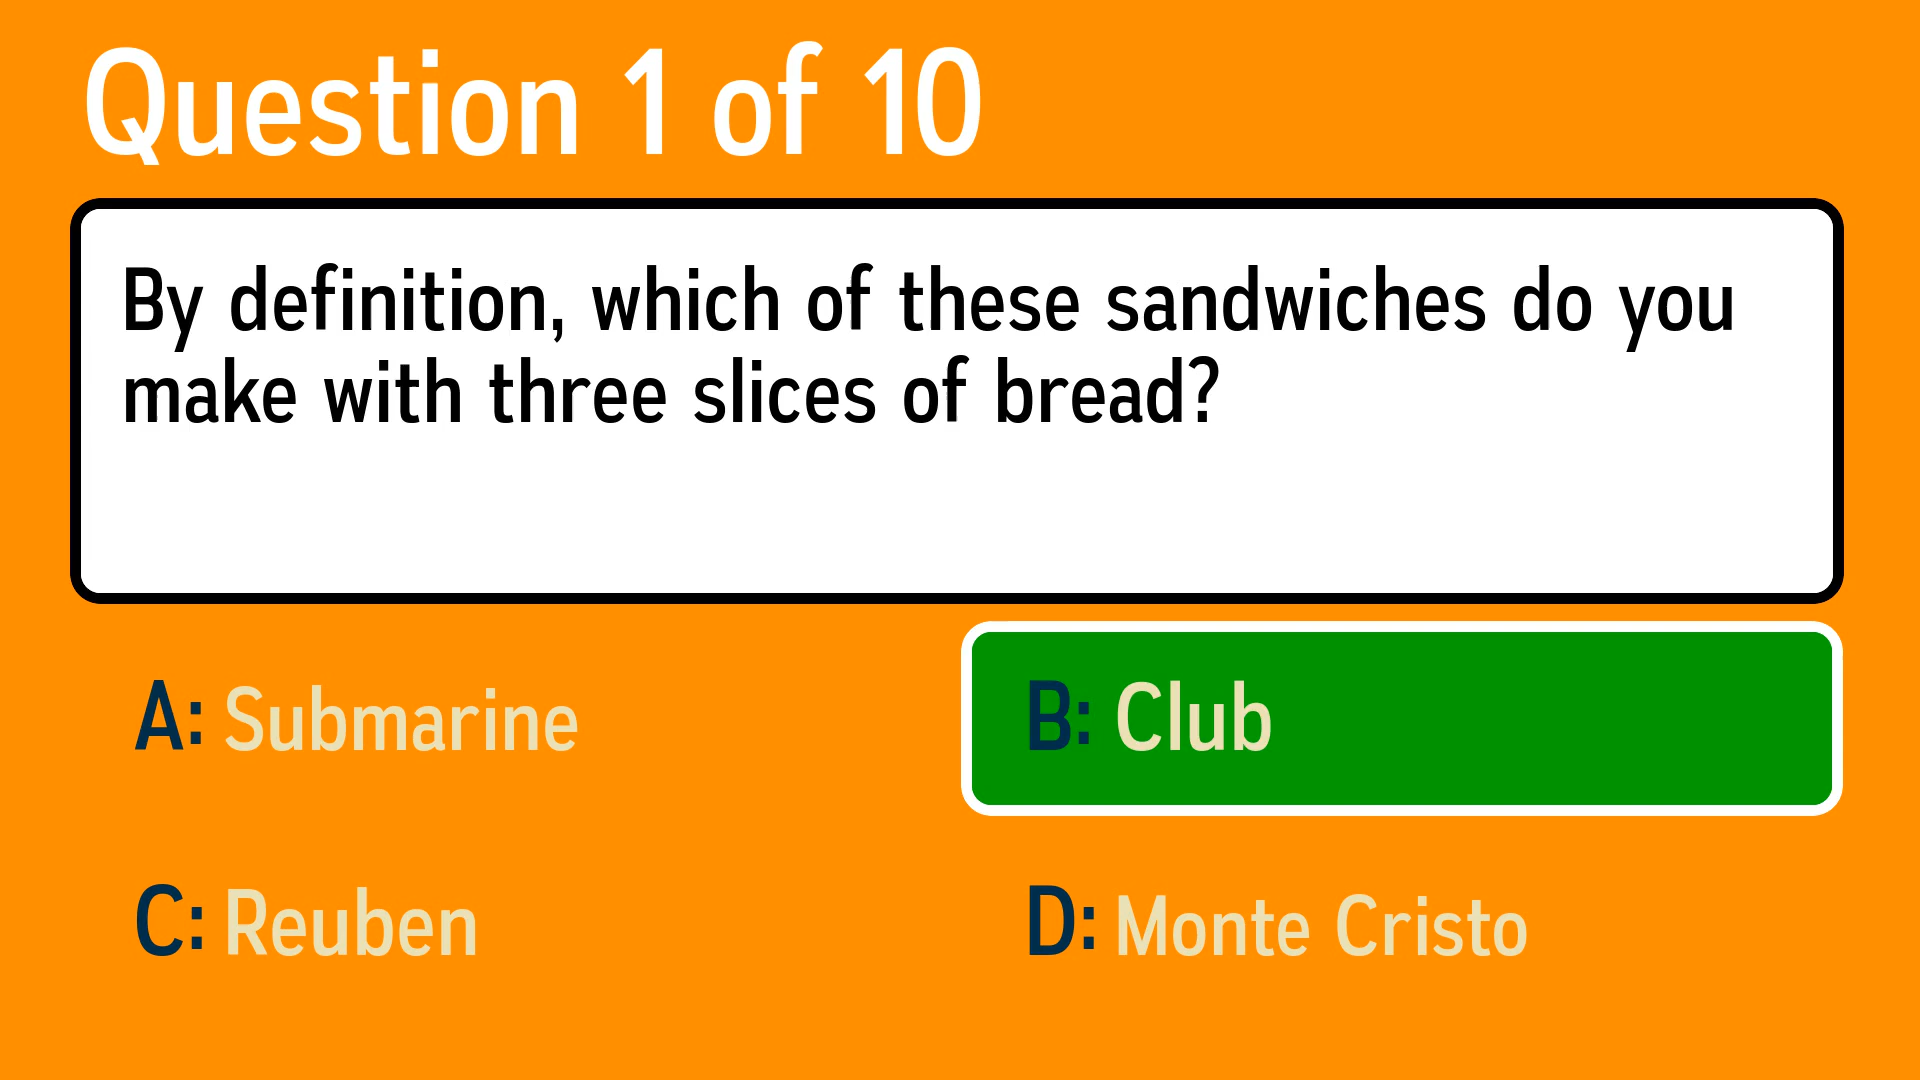 Question 1 of 10
By definition, which of these sandwiches do you
make with three slices of bread?
A: Submarine
B: Club
C: Reuben
D: Monte Cristo